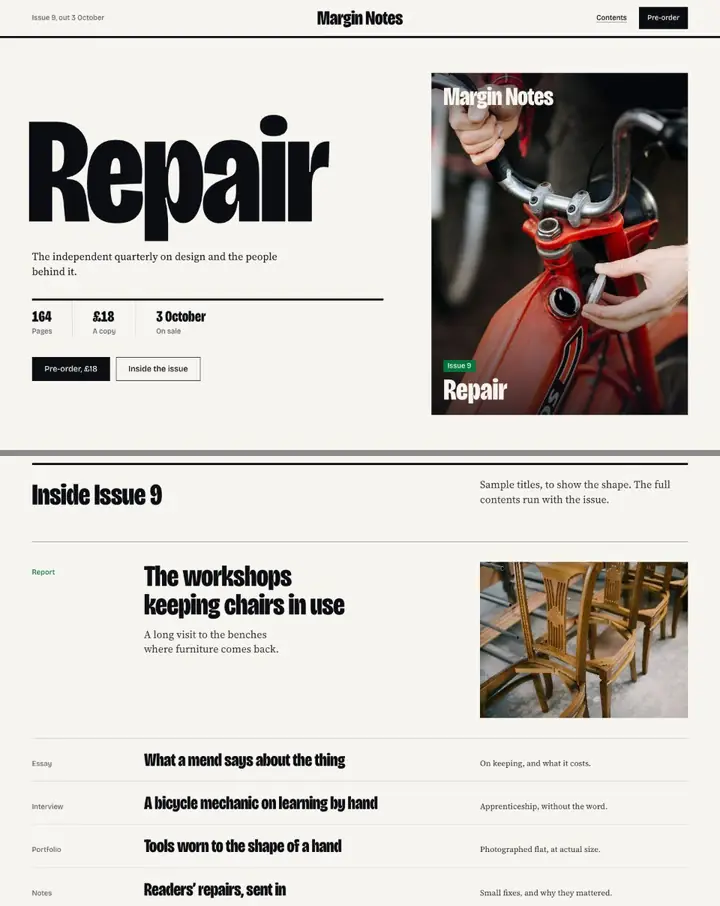 Issue 9, out 3 October
Margin Notes
Contents
Pre-order
Repair
The independent quarterly on design and the people
behind it.
164
Pages
£18
A copy
3 October
On sale
Pre-order, £18
Inside the issue
Margin Notes
Issue 9
Repair
Inside Issue 9
Sample titles, to show the shape. The full
contents run with the issue.
Report
The workshops
keeping chairs in use
A long visit to the benches
where furniture comes back.
Essay
What a mend says about the thing
On keeping, and what it costs.
Interview
A bicycle mechanic on learning by hand
Apprenticeship, without the word.
Portfolio
Tools worn to the shape of a hand
Photographed flat, at actual size.
Notes
Readers’ repairs, sent in
Small fixes, and why they mattered.